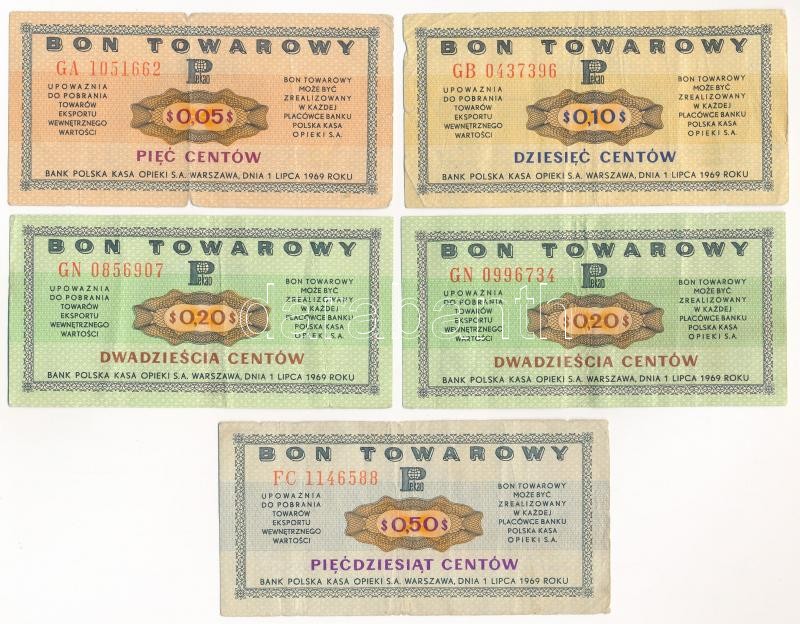 BON TOWAROWY
GA 1051662
Pekao
UPOWAŻNIA
DO POBRANIA
TOWARÓW
EKSPORTU
WEWNĘTRZNEGO
WARTOŚCI
$ 0,05 $
BON TOWAROWY
MOŻE BYĆ
ZREALIZOWANY
W KAŻDEJ
PLACÓWCE BANKU
POLSKA KASA
OPIEKI S.A.
PIĘĆ CENTÓW
BANK POLSKA KASA OPIEKI S.A. WARSZAWA, DNIA 1 LIPCA 1969 ROKU
BON TOWAROWY
GB 0437396
Pekao
UPOWAŻNIA
DO POBRANIA
TOWARÓW
EKSPORTU
WEWNĘTRZNEGO
WARTOŚCI
$ 0,10 $
BON TOWAROWY
MOŻE BYĆ
ZREALIZOWANY
W KAŻDEJ
PLACÓWCE BANKU
POLSKA KASA
OPIEKI S.A.
DZIESIĘĆ CENTÓW
BANK POLSKA KASA OPIEKI S.A. WARSZAWA, DNIA 1 LIPCA 1969 ROKU
BON TOWAROWY
GN 0856907
Pekao
UPOWAŻNIA
DO POBRANIA
TOWARÓW
EKSPORTU
WEWNĘTRZNEGO
WARTOŚCI
$ 0,20 $
BON TOWAROWY
MOŻE BYĆ
ZREALIZOWANY
W KAŻDEJ
PLACÓWCE BANKU
POLSKA KASA
OPIEKI S.A.
DWADZIEŚCIA CENTÓW
BANK POLSKA KASA OPIEKI S.A. WARSZAWA, DNIA 1 LIPCA 1969 ROKU
BON TOWAROWY
GN 0996734
Pekao
UPOWAŻNIA
DO POBRANIA
TOWARÓW
EKSPORTU
WEWNĘTRZNEGO
WARTOŚCI
$ 0,20 $
BON TOWAROWY
MOŻE BYĆ
ZREALIZOWANY
W KAŻDEJ
PLACÓWCE BANKU
POLSKA KASA
OPIEKI S.A.
DWADZIEŚCIA CENTÓW
BANK POLSKA KASA OPIEKI S.A. WARSZAWA, DNIA 1 LIPCA 1969 ROKU
darabanth
BON TOWAROWY
FC 1146588
Pekao
UPOWAŻNIA
DO POBRANIA
TOWARÓW
EKSPORTU
WEWNĘTRZNEGO
WARTOŚCI
$ 0,50 $
BON TOWAROWY
MOŻE BYĆ
ZREALIZOWANY
W KAŻDEJ
PLACÓWCE BANKU
POLSKA KASA
OPIEKI S.A.
PIĘĆDZIESIĄT CENTÓW
BANK POLSKA KASA OPIEKI S.A. WARSZAWA, DNIA 1 LIPCA 1969 ROKU